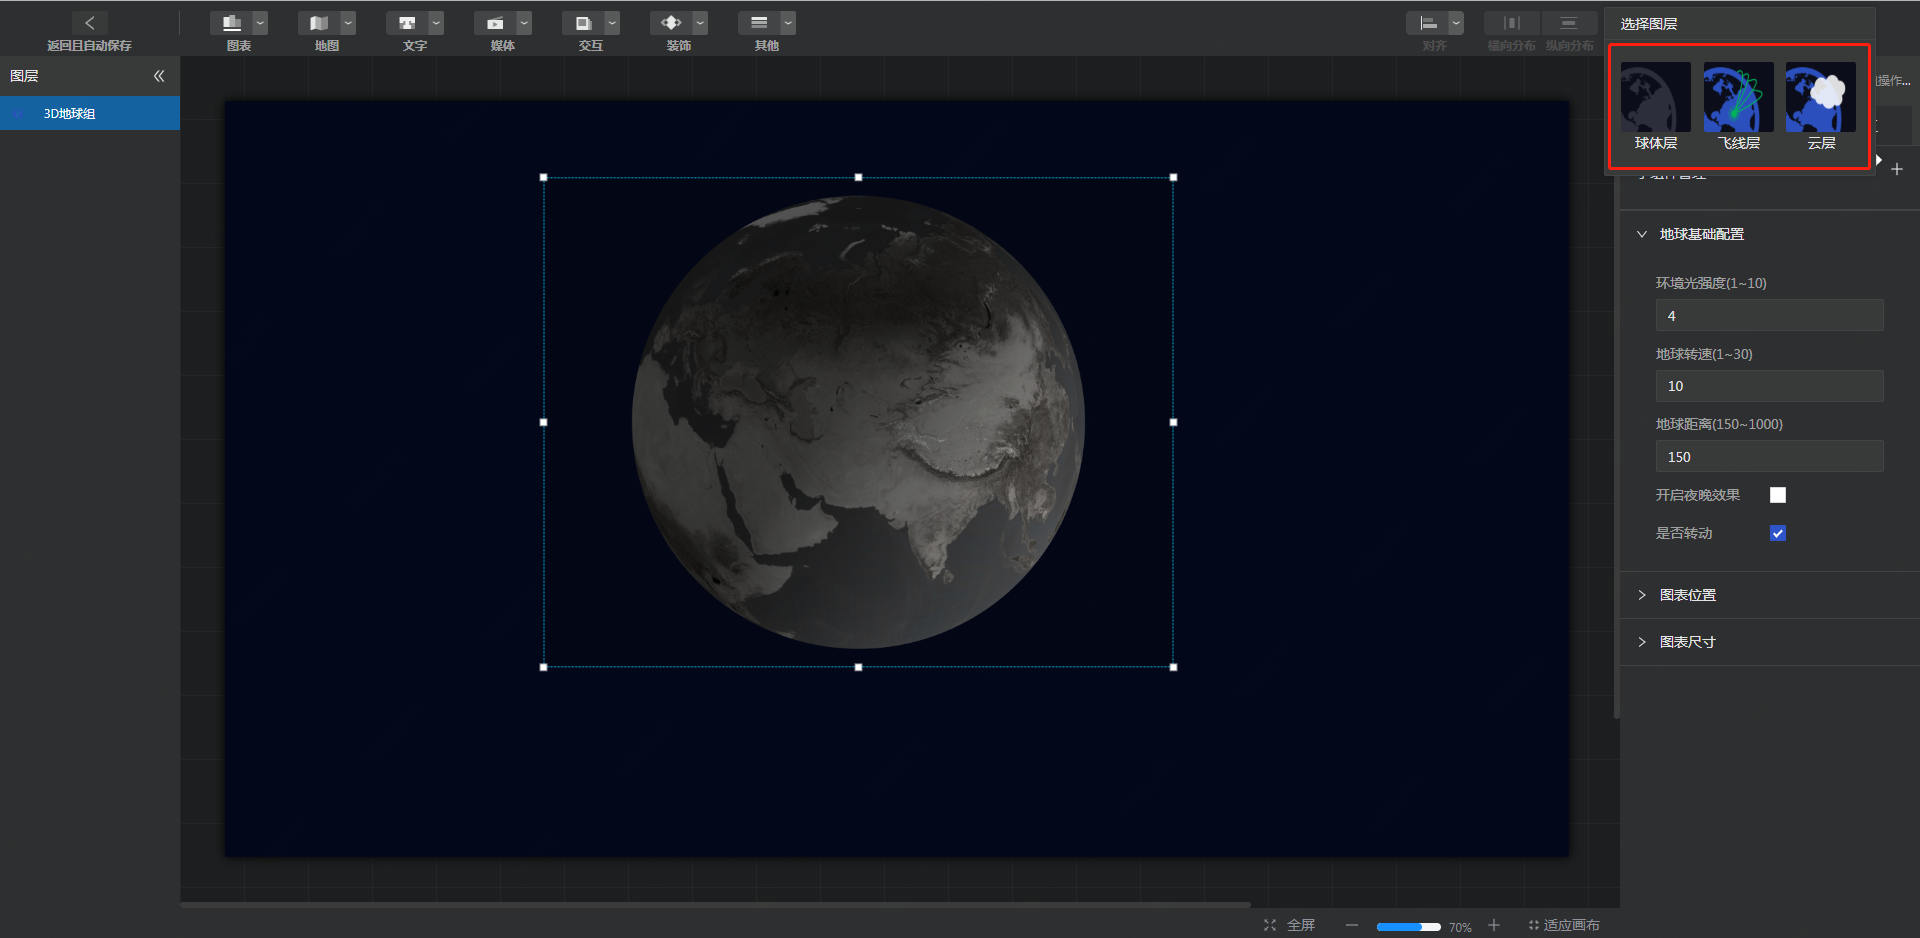 返回且自动保存
图表
地图
文字
媒体
交互
装饰
其他
对齐
横向分布
纵向分布
选择图层
球体层
飞线层
云层
操作...
图层
3D地球组
子组件管理
地球基础配置
环境光强度(1~10)
4
地球转速(1~30)
10
地球距离(150~1000)
150
开启夜晚效果
是否转动
图表位置
图表尺寸
全屏
70%
适应画布